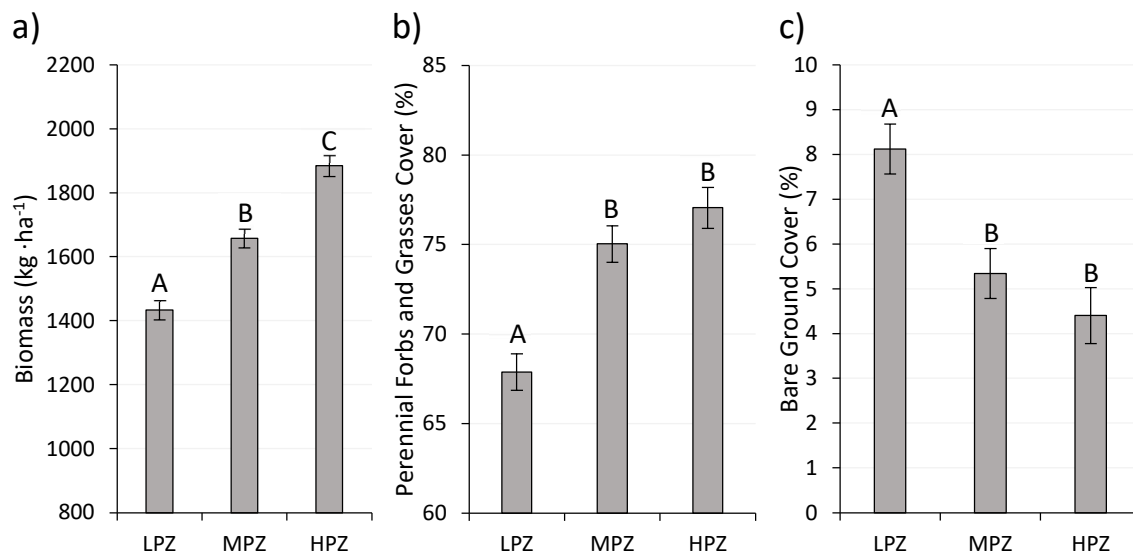 a)
Biomass (kg ·ha⁻¹)
2200
2000
1800
1600
1400
1200
1000
800
A
B
C
LPZ MPZ HPZ
b)
Perennial Forbs and Grasses Cover (%)
85
80
75
70
65
60
A
B
B
LPZ MPZ HPZ
c)
Bare Ground Cover (%)
10
9
8
7
6
5
4
3
2
1
0
A
B
B
LPZ MPZ HPZ